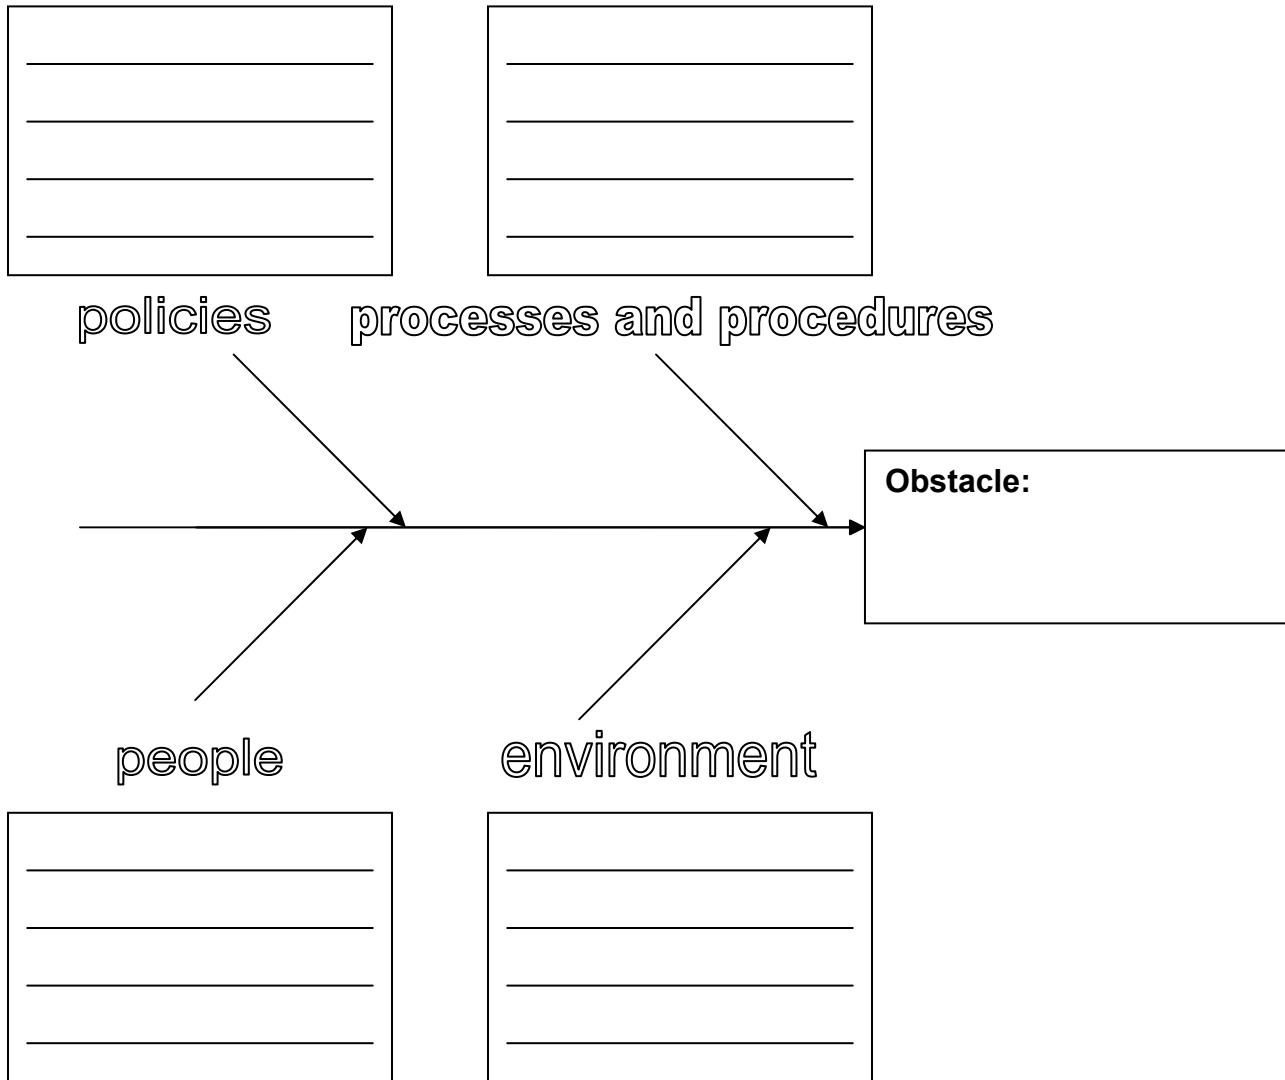 policies
processes and procedures
Obstacle:
people
environment